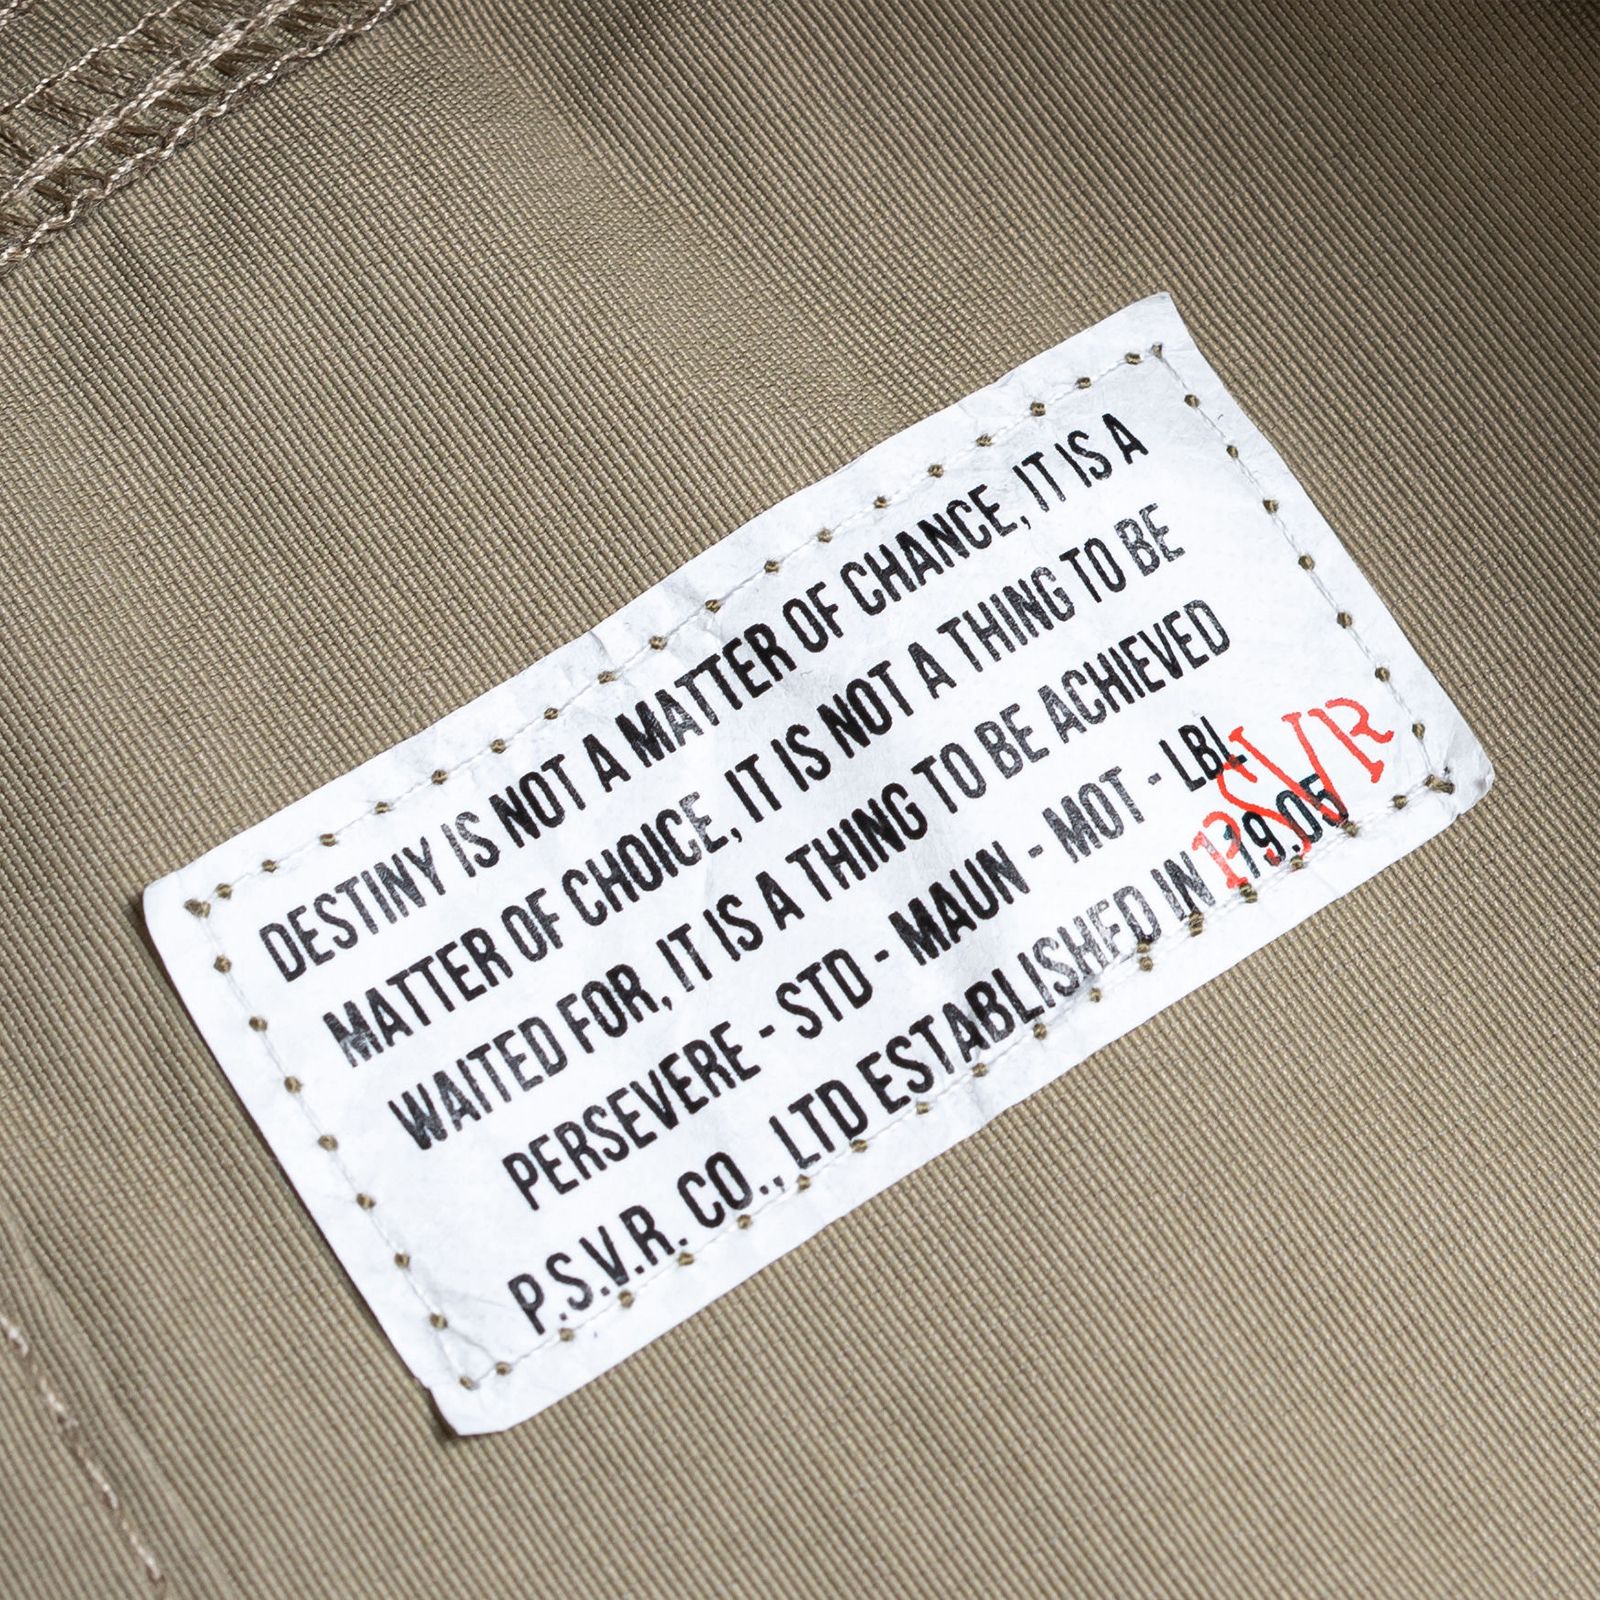 DESTINY IS NOT A MATTER OF CHANCE, IT IS A
MATTER OF CHOICE, IT IS NOT A THING TO BE
WAITED FOR, IT IS A THING TO BE ACHIEVED
PERSEVERE - STD - MAUN - MOT - LBL
P.S.V.R. CO., LTD ESTABLISHED IN 79.05
PSVR